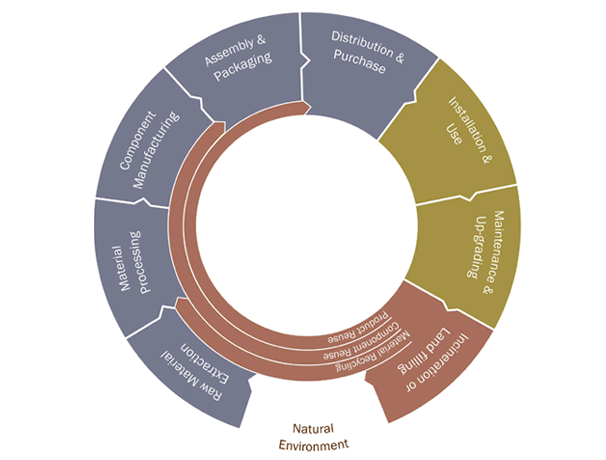 Raw Material
Extraction
Material
Processing
Component
Manufacturing
Assembly &
Packaging
Distribution &
Purchase
Installation &
Use
Maintenance &
Up-grading
Incineration or
Land filling
Product Reuse
Component Reuse
Material Recycling
Natural
Environment